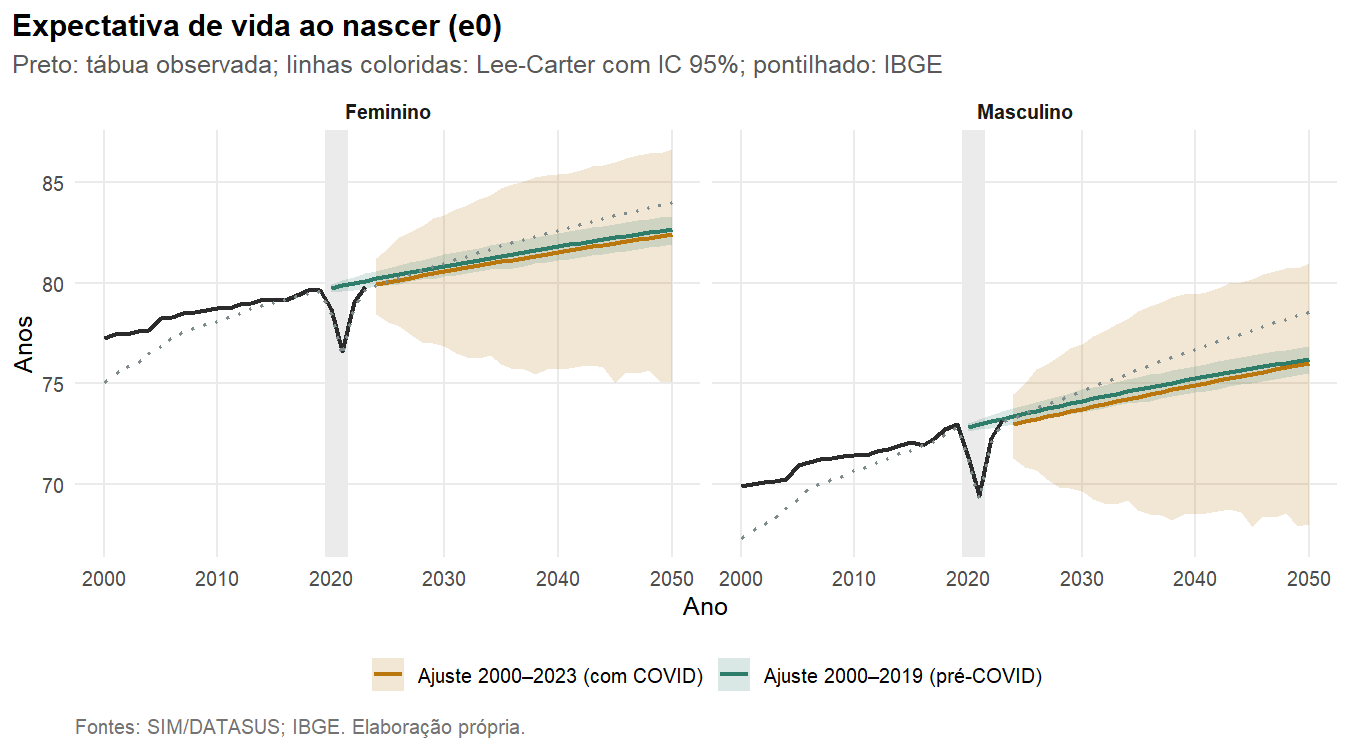 Expectativa de vida ao nascer (e0)
Preto: tábua observada; linhas coloridas: Lee-Carter com IC 95%; pontilhado: IBGE
Feminino
Masculino
Anos
85
80
75
70
2000 2010 2020 2030 2040 2050
2000 2010 2020 2030 2040 2050
Ano
Ajuste 2000–2023 (com COVID)
Ajuste 2000–2019 (pré-COVID)
Fontes: SIM/DATASUS; IBGE. Elaboração própria.